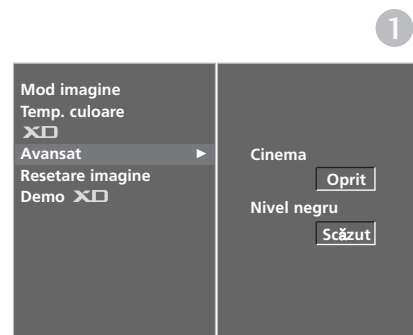 1
Mod imagine
Temp. culoare
XD
Avansat ►
Resetare imagine
Demo XD
Cinema
Oprit
Nivel negru
Scăzut